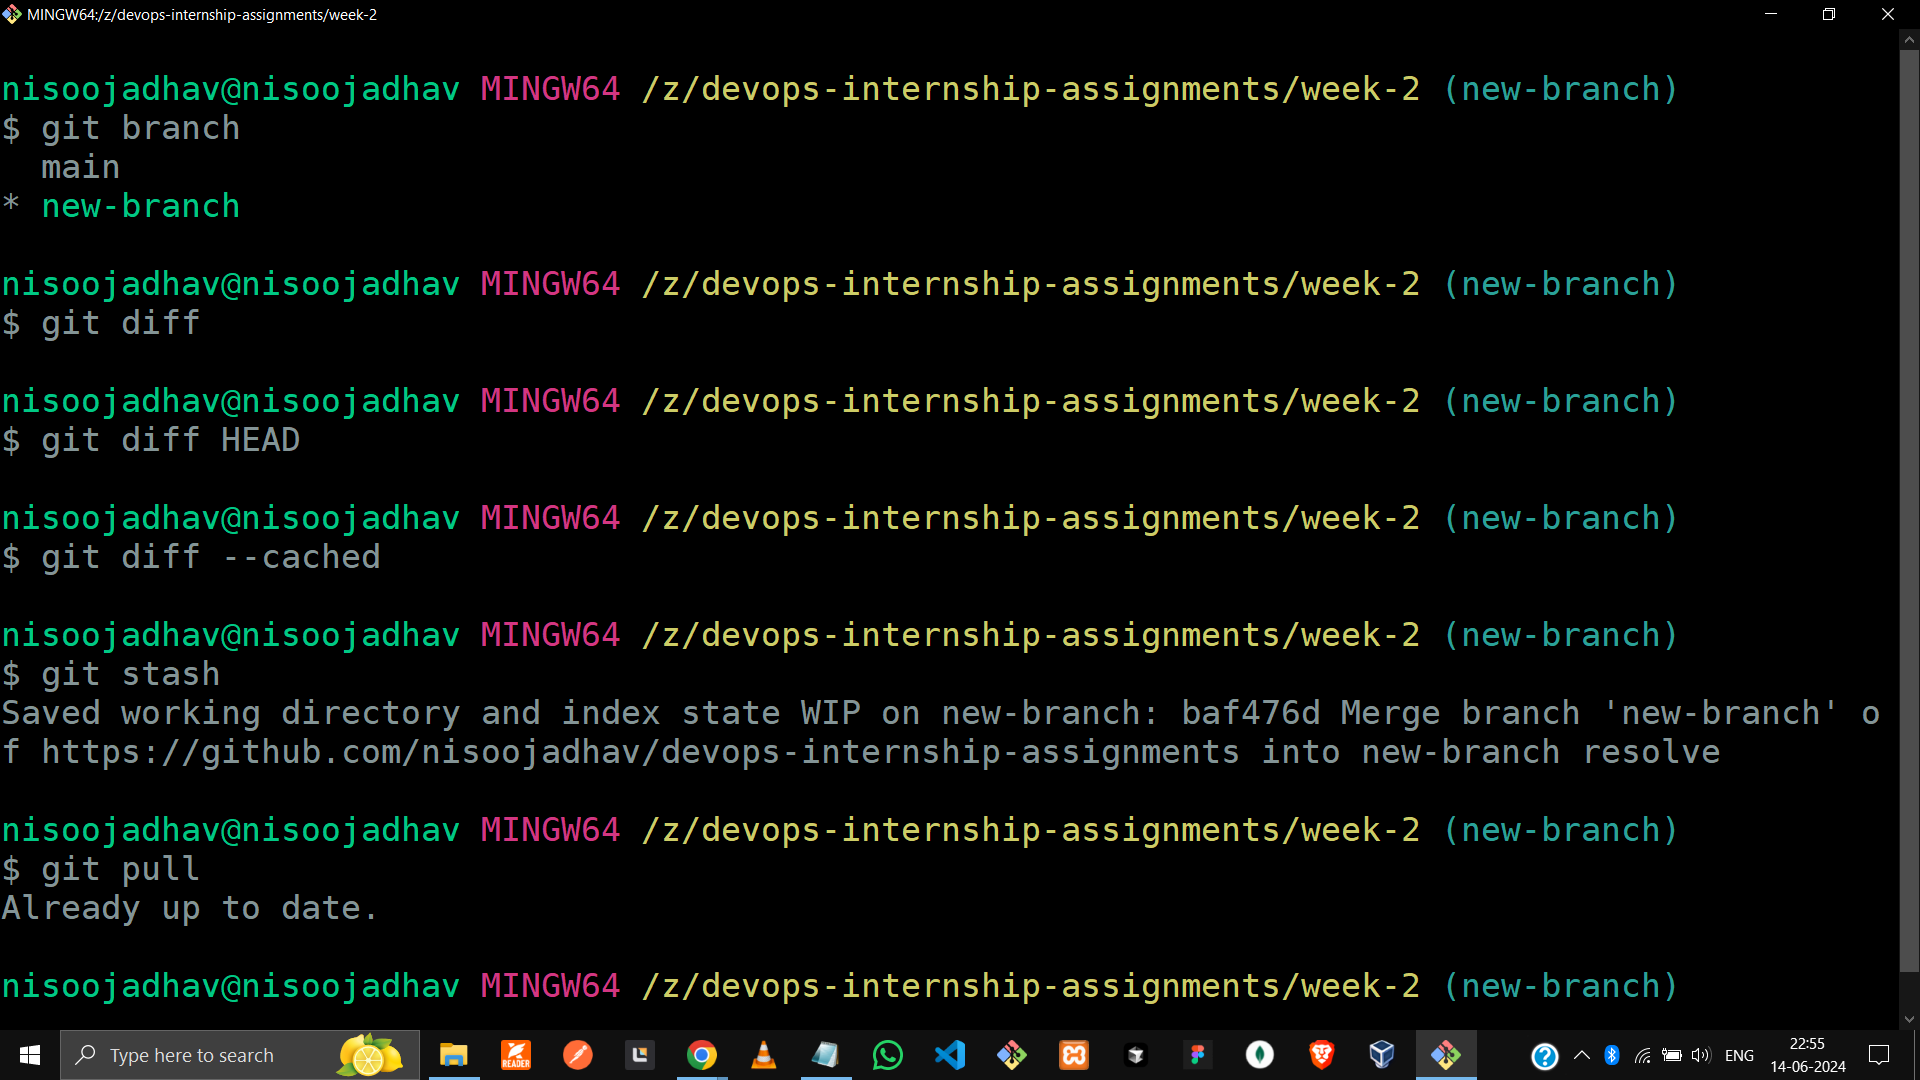 MINGW64:/z/devops-internship-assignments/week-2
nisoojadhav@nisoojadhav MINGW64 /z/devops-internship-assignments/week-2 (new-branch)
$ git branch
  main
* new-branch
nisoojadhav@nisoojadhav MINGW64 /z/devops-internship-assignments/week-2 (new-branch)
$ git diff
nisoojadhav@nisoojadhav MINGW64 /z/devops-internship-assignments/week-2 (new-branch)
$ git diff HEAD
nisoojadhav@nisoojadhav MINGW64 /z/devops-internship-assignments/week-2 (new-branch)
$ git diff --cached
nisoojadhav@nisoojadhav MINGW64 /z/devops-internship-assignments/week-2 (new-branch)
$ git stash
Saved working directory and index state WIP on new-branch: baf476d Merge branch 'new-branch' o
f https://github.com/nisoojadhav/devops-internship-assignments into new-branch resolve
nisoojadhav@nisoojadhav MINGW64 /z/devops-internship-assignments/week-2 (new-branch)
$ git pull
Already up to date.
nisoojadhav@nisoojadhav MINGW64 /z/devops-internship-assignments/week-2 (new-branch)
Type here to search
READER
ENG
22:55
14-06-2024